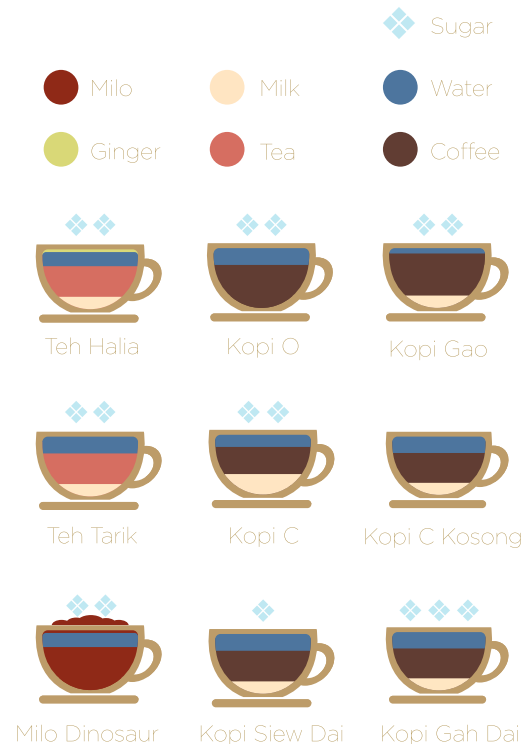 Sugar
Milo
Milk
Water
Ginger
Tea
Coffee
Teh Halia
Kopi O
Kopi Gao
Teh Tarik
Kopi C
Kopi C Kosong
Milo Dinosaur
Kopi Siew Dai
Kopi Gah Dai